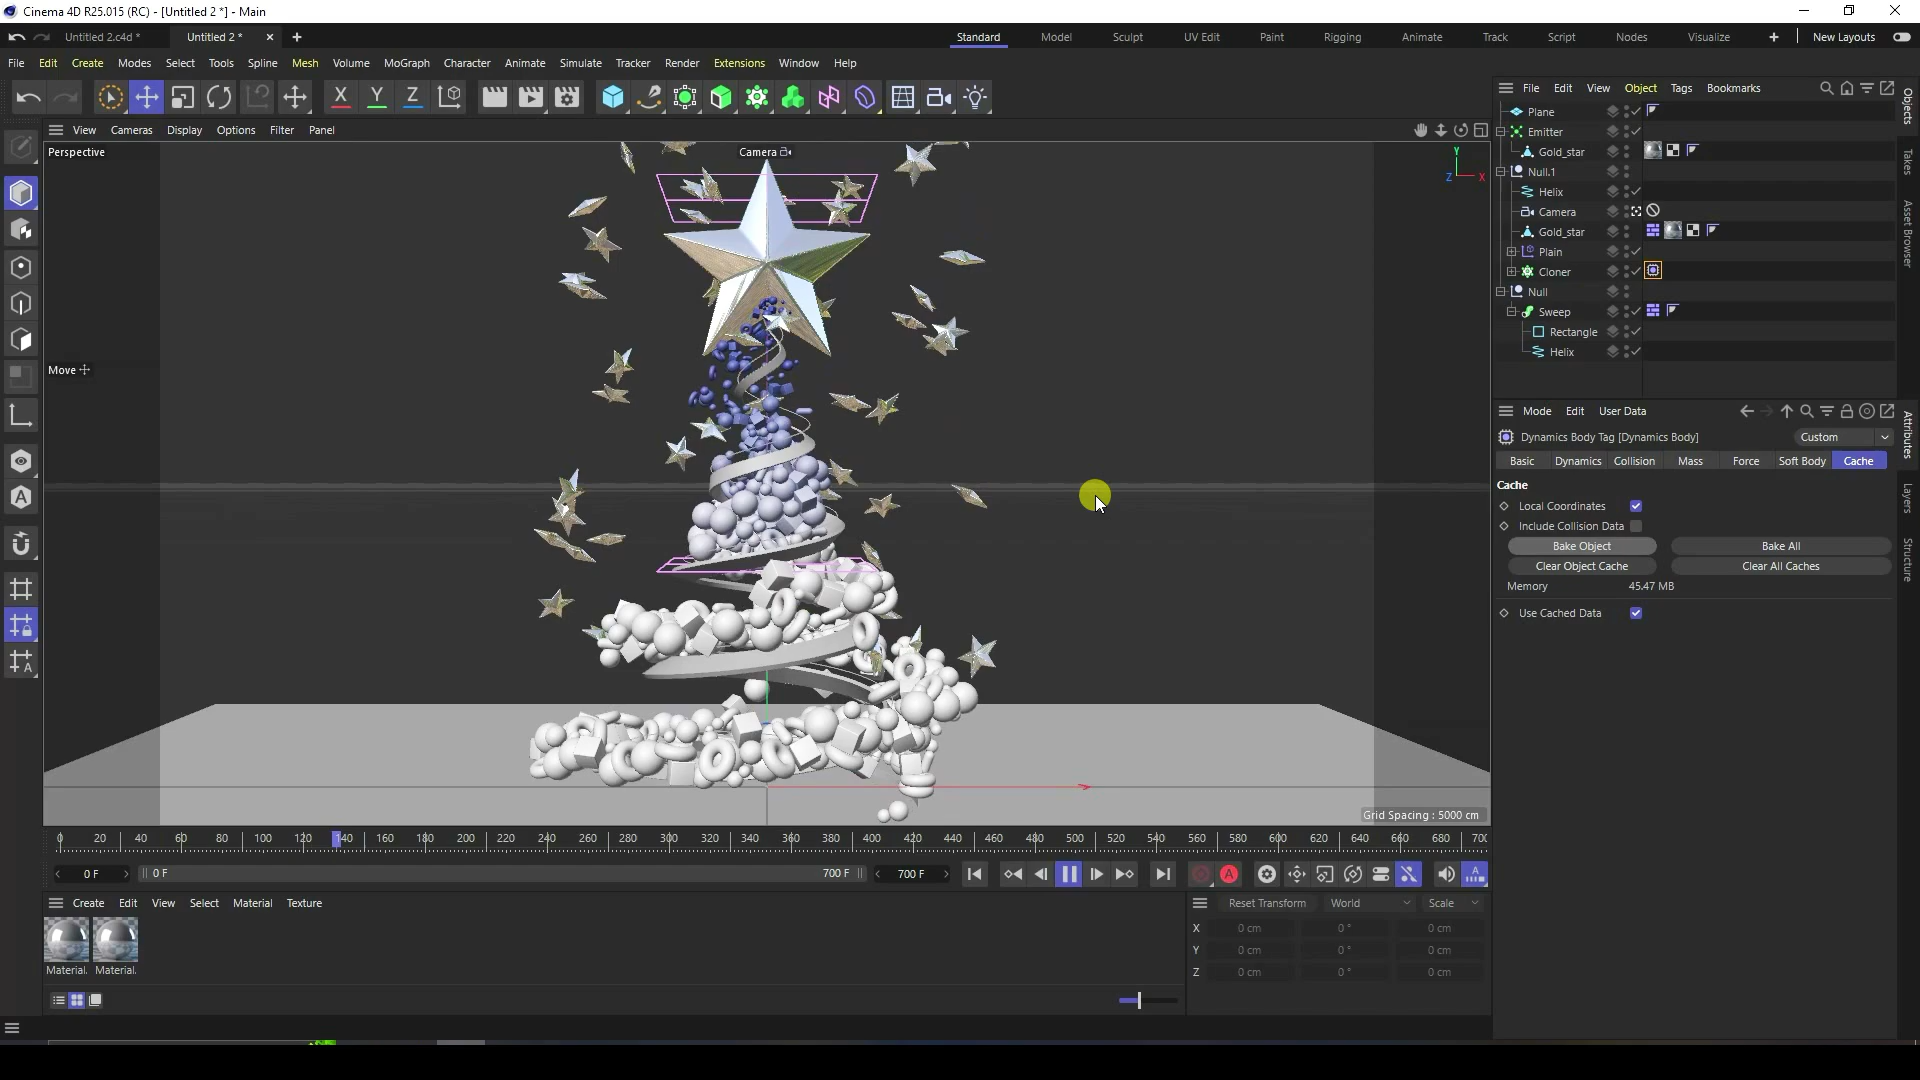 Cinema 4D R25.015 (RC) - [Untitled 2 *] - Main
Untitled 2.c4d *
Untitled 2 *
Standard Model Sculpt UV Edit Paint Rigging Animate Track Script Nodes Visualize New Layouts
File Edit Create Modes Select Tools Spline Mesh Volume MoGraph Character Animate Simulate Tracker Render Extensions Window Help
X Y Z
View Cameras Display Options Filter Panel
Perspective
Camera
Y
Z X
Move
Grid Spacing : 5000 cm
File Edit View Object Tags Bookmarks
Plane
Emitter
Gold_star
Null.1
Helix
Camera
Gold_star
Plain
Cloner
Null
Sweep
Rectangle
Helix
Objects
Takes
Asset Browser
Mode Edit User Data
Dynamics Body Tag [Dynamics Body]
Custom
Basic Dynamics Collision Mass Force Soft Body Cache
Cache
Local Coordinates
Include Collision Data
Bake Object Bake All
Clear Object Cache Clear All Caches
Memory 45.47 MB
Use Cached Data
Attributes
Layers
Structure
0 20 40 60 80 100 120 140 160 180 200 220 240 260 280 300 320 340 360 380 400 420 440 460 480 500 520 540 560 580 600 620 640 660 680 700
0 F 0 F 700 F 700 F
Create Edit View Select Material Texture
Material. Material.
Reset Transform World Scale
X 0 cm 0 ° 0 cm
Y 0 cm 0 ° 0 cm
Z 0 cm 0 ° 0 cm